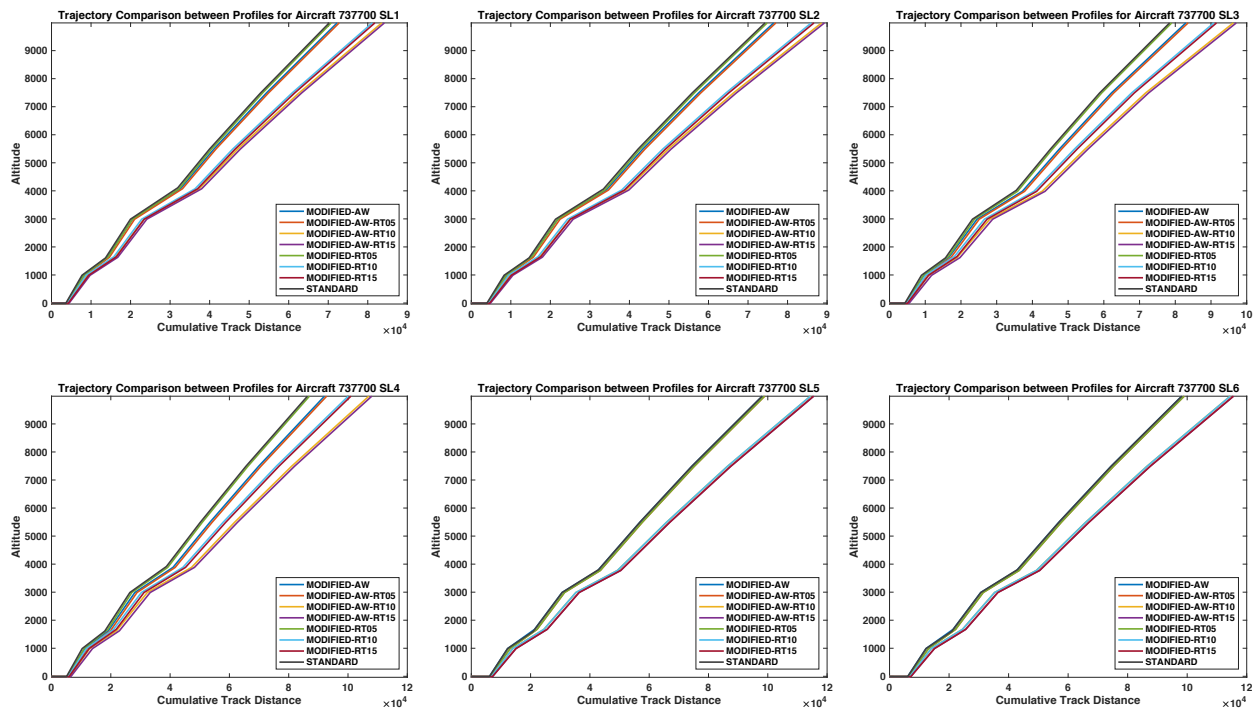 Trajectory Comparison between Profiles for Aircraft 737700 SL1
Altitude
9000
8000
7000
6000
5000
4000
3000
2000
1000
0
MODIFIED-AW
MODIFIED-AW-RT05
MODIFIED-AW-RT10
MODIFIED-AW-RT15
MODIFIED-RT05
MODIFIED-RT10
MODIFIED-RT15
STANDARD
0 1 2 3 4 5 6 7 8 9
Cumulative Track Distance
×10⁴
Trajectory Comparison between Profiles for Aircraft 737700 SL2
Altitude
9000
8000
7000
6000
5000
4000
3000
2000
1000
0
MODIFIED-AW
MODIFIED-AW-RT05
MODIFIED-AW-RT10
MODIFIED-AW-RT15
MODIFIED-RT05
MODIFIED-RT10
MODIFIED-RT15
STANDARD
0 1 2 3 4 5 6 7 8 9
Cumulative Track Distance
×10⁴
Trajectory Comparison between Profiles for Aircraft 737700 SL3
Altitude
9000
8000
7000
6000
5000
4000
3000
2000
1000
0
MODIFIED-AW
MODIFIED-AW-RT05
MODIFIED-AW-RT10
MODIFIED-AW-RT15
MODIFIED-RT05
MODIFIED-RT10
MODIFIED-RT15
STANDARD
0 1 2 3 4 5 6 7 8 9 10
Cumulative Track Distance
×10⁴
Trajectory Comparison between Profiles for Aircraft 737700 SL4
Altitude
9000
8000
7000
6000
5000
4000
3000
2000
1000
0
MODIFIED-AW
MODIFIED-AW-RT05
MODIFIED-AW-RT10
MODIFIED-AW-RT15
MODIFIED-RT05
MODIFIED-RT10
MODIFIED-RT15
STANDARD
0 2 4 6 8 10 12
Cumulative Track Distance
×10⁴
Trajectory Comparison between Profiles for Aircraft 737700 SL5
Altitude
9000
8000
7000
6000
5000
4000
3000
2000
1000
0
MODIFIED-AW
MODIFIED-AW-RT05
MODIFIED-AW-RT10
MODIFIED-AW-RT15
MODIFIED-RT05
MODIFIED-RT10
MODIFIED-RT15
STANDARD
0 2 4 6 8 10 12
Cumulative Track Distance
×10⁴
Trajectory Comparison between Profiles for Aircraft 737700 SL6
Altitude
9000
8000
7000
6000
5000
4000
3000
2000
1000
0
MODIFIED-AW
MODIFIED-AW-RT05
MODIFIED-AW-RT10
MODIFIED-AW-RT15
MODIFIED-RT05
MODIFIED-RT10
MODIFIED-RT15
STANDARD
0 2 4 6 8 10 12
Cumulative Track Distance
×10⁴